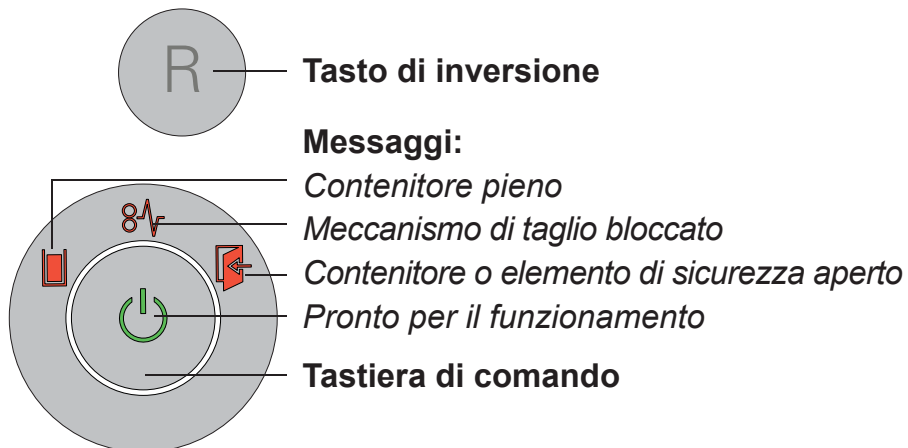 R
Tasto di inversione
Messaggi:
Contenitore pieno
Meccanismo di taglio bloccato
Contenitore o elemento di sicurezza aperto
Pronto per il funzionamento
Tastiera di comando